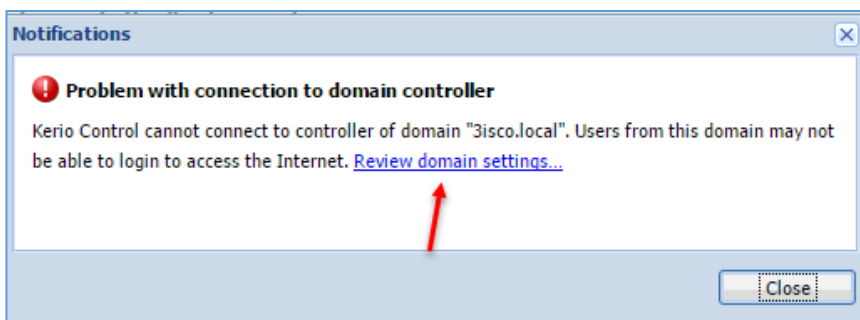 Notifications
Problem with connection to domain controller
Kerio Control cannot connect to controller of domain "3isco.local". Users from this domain may not
be able to login to access the Internet. Review domain settings...
Close